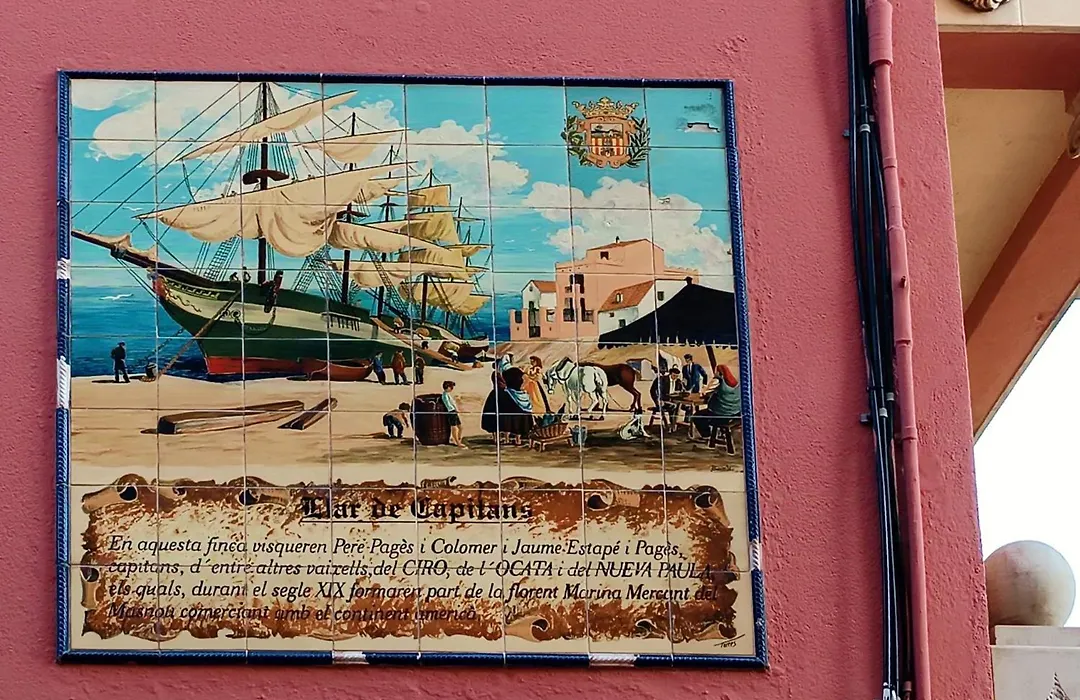 Llar de Capitans
En aquesta finca visqueren Pere Pagès i Colomer i Jaume Estapé i Pagès,
capitans, d'entre altres vaixells, del CIRO, de l'OCATA i del NUEVA PAULA,
els quals, durant el segle XIX formaren part de la florent Marina Mercant del
Masnou comerciant amb el continent americà.